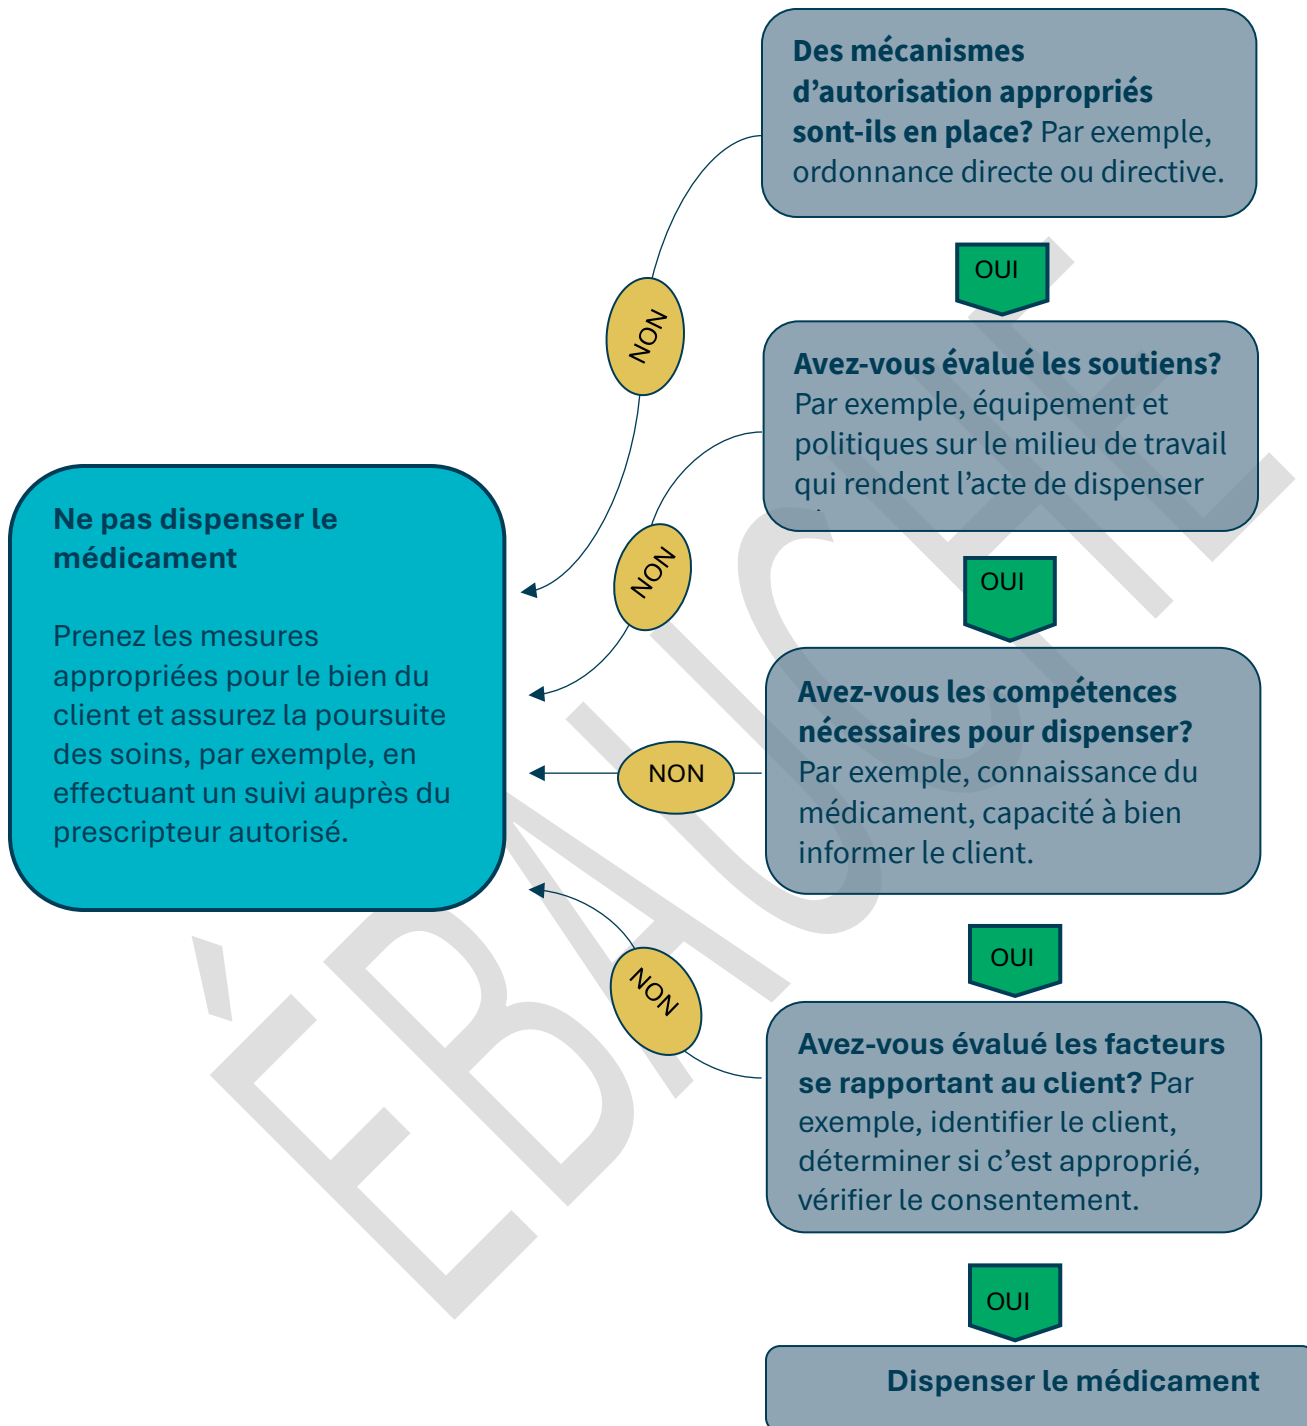 Des mécanismes
d’autorisation appropriés
sont-ils en place? Par exemple,
ordonnance directe ou directive.
OUI
NON
Avez-vous évalué les soutiens?
Par exemple, équipement et
politiques sur le milieu de travail
qui rendent l’acte de dispenser
OUI
NON
Ne pas dispenser le
médicament
Prenez les mesures
appropriées pour le bien du
client et assurez la poursuite
des soins, par exemple, en
effectuant un suivi auprès du
prescripteur autorisé.
Avez-vous les compétences
nécessaires pour dispenser?
Par exemple, connaissance du
médicament, capacité à bien
informer le client.
NON
OUI
NON
Avez-vous évalué les facteurs
se rapportant au client? Par
exemple, identifier le client,
déterminer si c’est approprié,
vérifier le consentement.
OUI
Dispenser le médicament
ÉBAUCHE